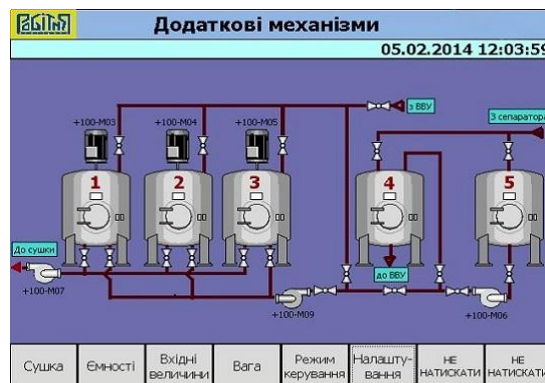 РОБІТНЯ
Додаткові механізми
05.02.2014 12:03:59
з ВВУ
З сепаратора
+100-M03
+100-M04
+100-M05
1
2
3
4
5
До сушки
до ВВУ
+100-M07
+100-M09
+100-M06
Сушка
Ємності
Вхідні
величини
Вага
Режим
керування
Налашту-
вання
НЕ
НАТИСКАТИ
НЕ
НАТИСКАТИ